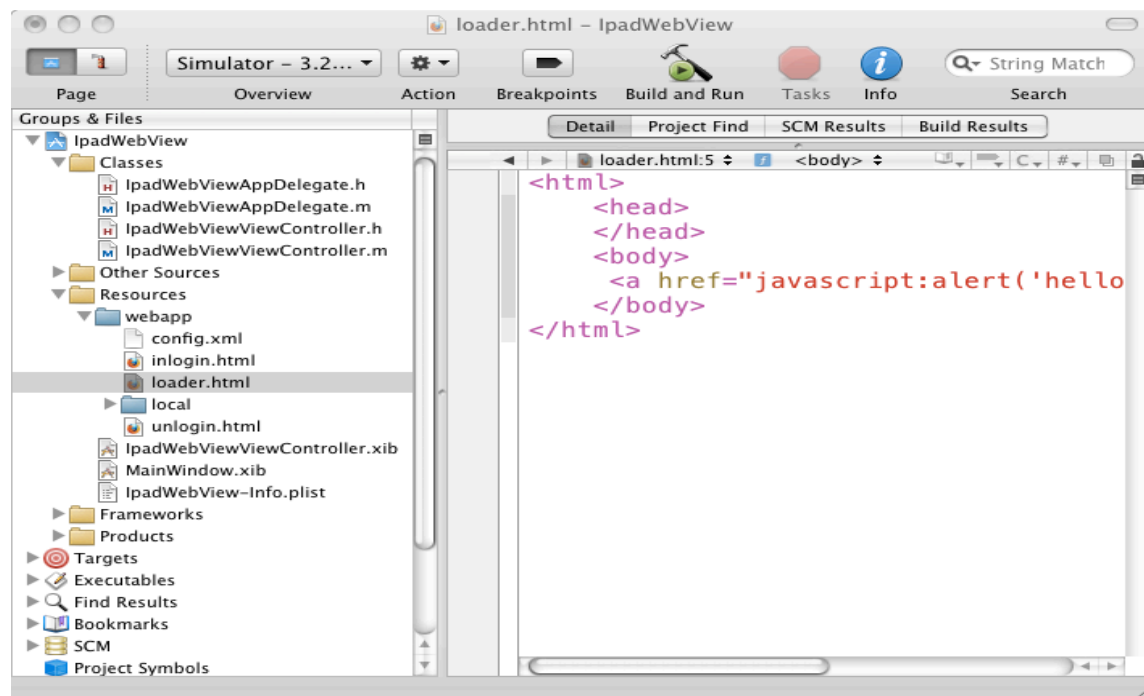 loader.html – IpadWebView
Simulator – 3.2...
String Match
Page
Overview
Action
Breakpoints
Build and Run
Tasks
Info
Search
Groups & Files
Detail
Project Find
SCM Results
Build Results
IpadWebView
Classes
IpadWebViewAppDelegate.h
IpadWebViewAppDelegate.m
IpadWebViewViewController.h
IpadWebViewViewController.m
Other Sources
Resources
webapp
config.xml
inlogin.html
loader.html
local
unlogin.html
IpadWebViewViewController.xib
MainWindow.xib
IpadWebView-Info.plist
Frameworks
Products
Targets
Executables
Find Results
Bookmarks
SCM
Project Symbols
loader.html:5
<body>
C
#
<html>
<head>
</head>
<body>
<a href="javascript:alert('hello
</body>
</html>